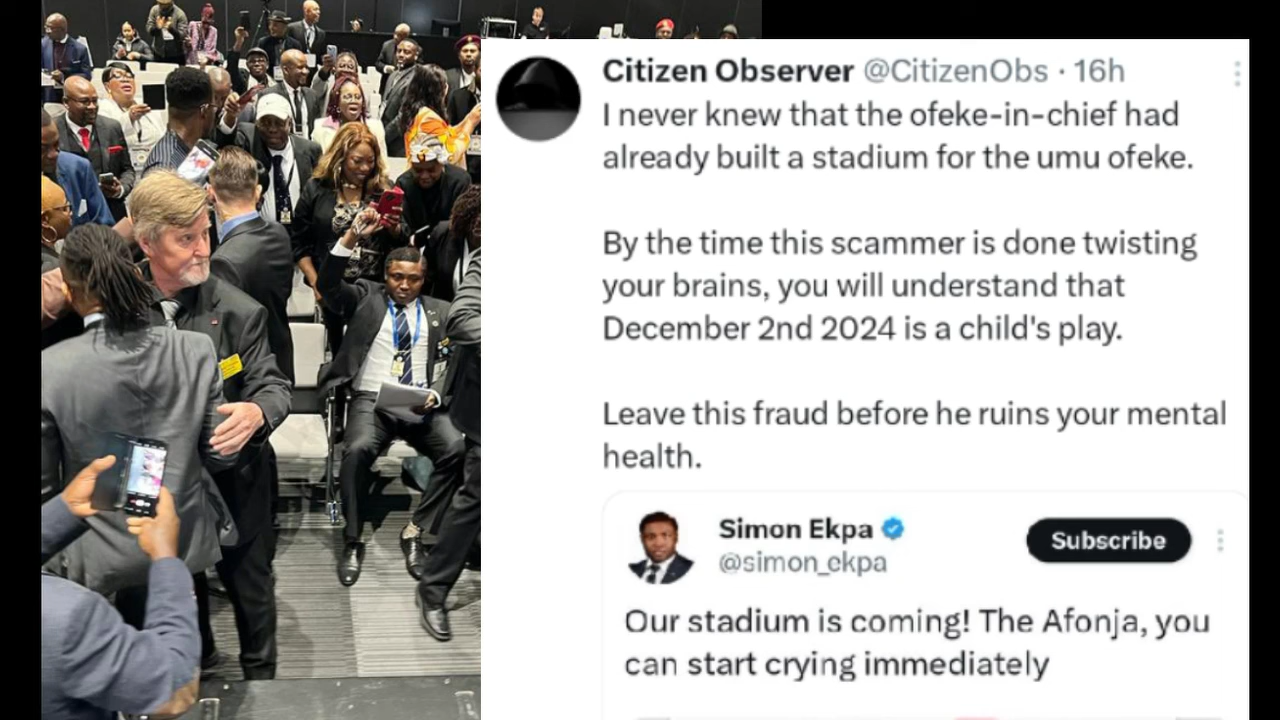 Citizen Observer @CitizenObs · 16h
I never knew that the ofeke-in-chief had
already built a stadium for the umu ofeke.
By the time this scammer is done twisting
your brains, you will understand that
December 2nd 2024 is a child's play.
Leave this fraud before he ruins your mental
health.
Simon Ekpa
Subscribe
@simon_ekpa
Our stadium is coming! The Afonja, you
can start crying immediately